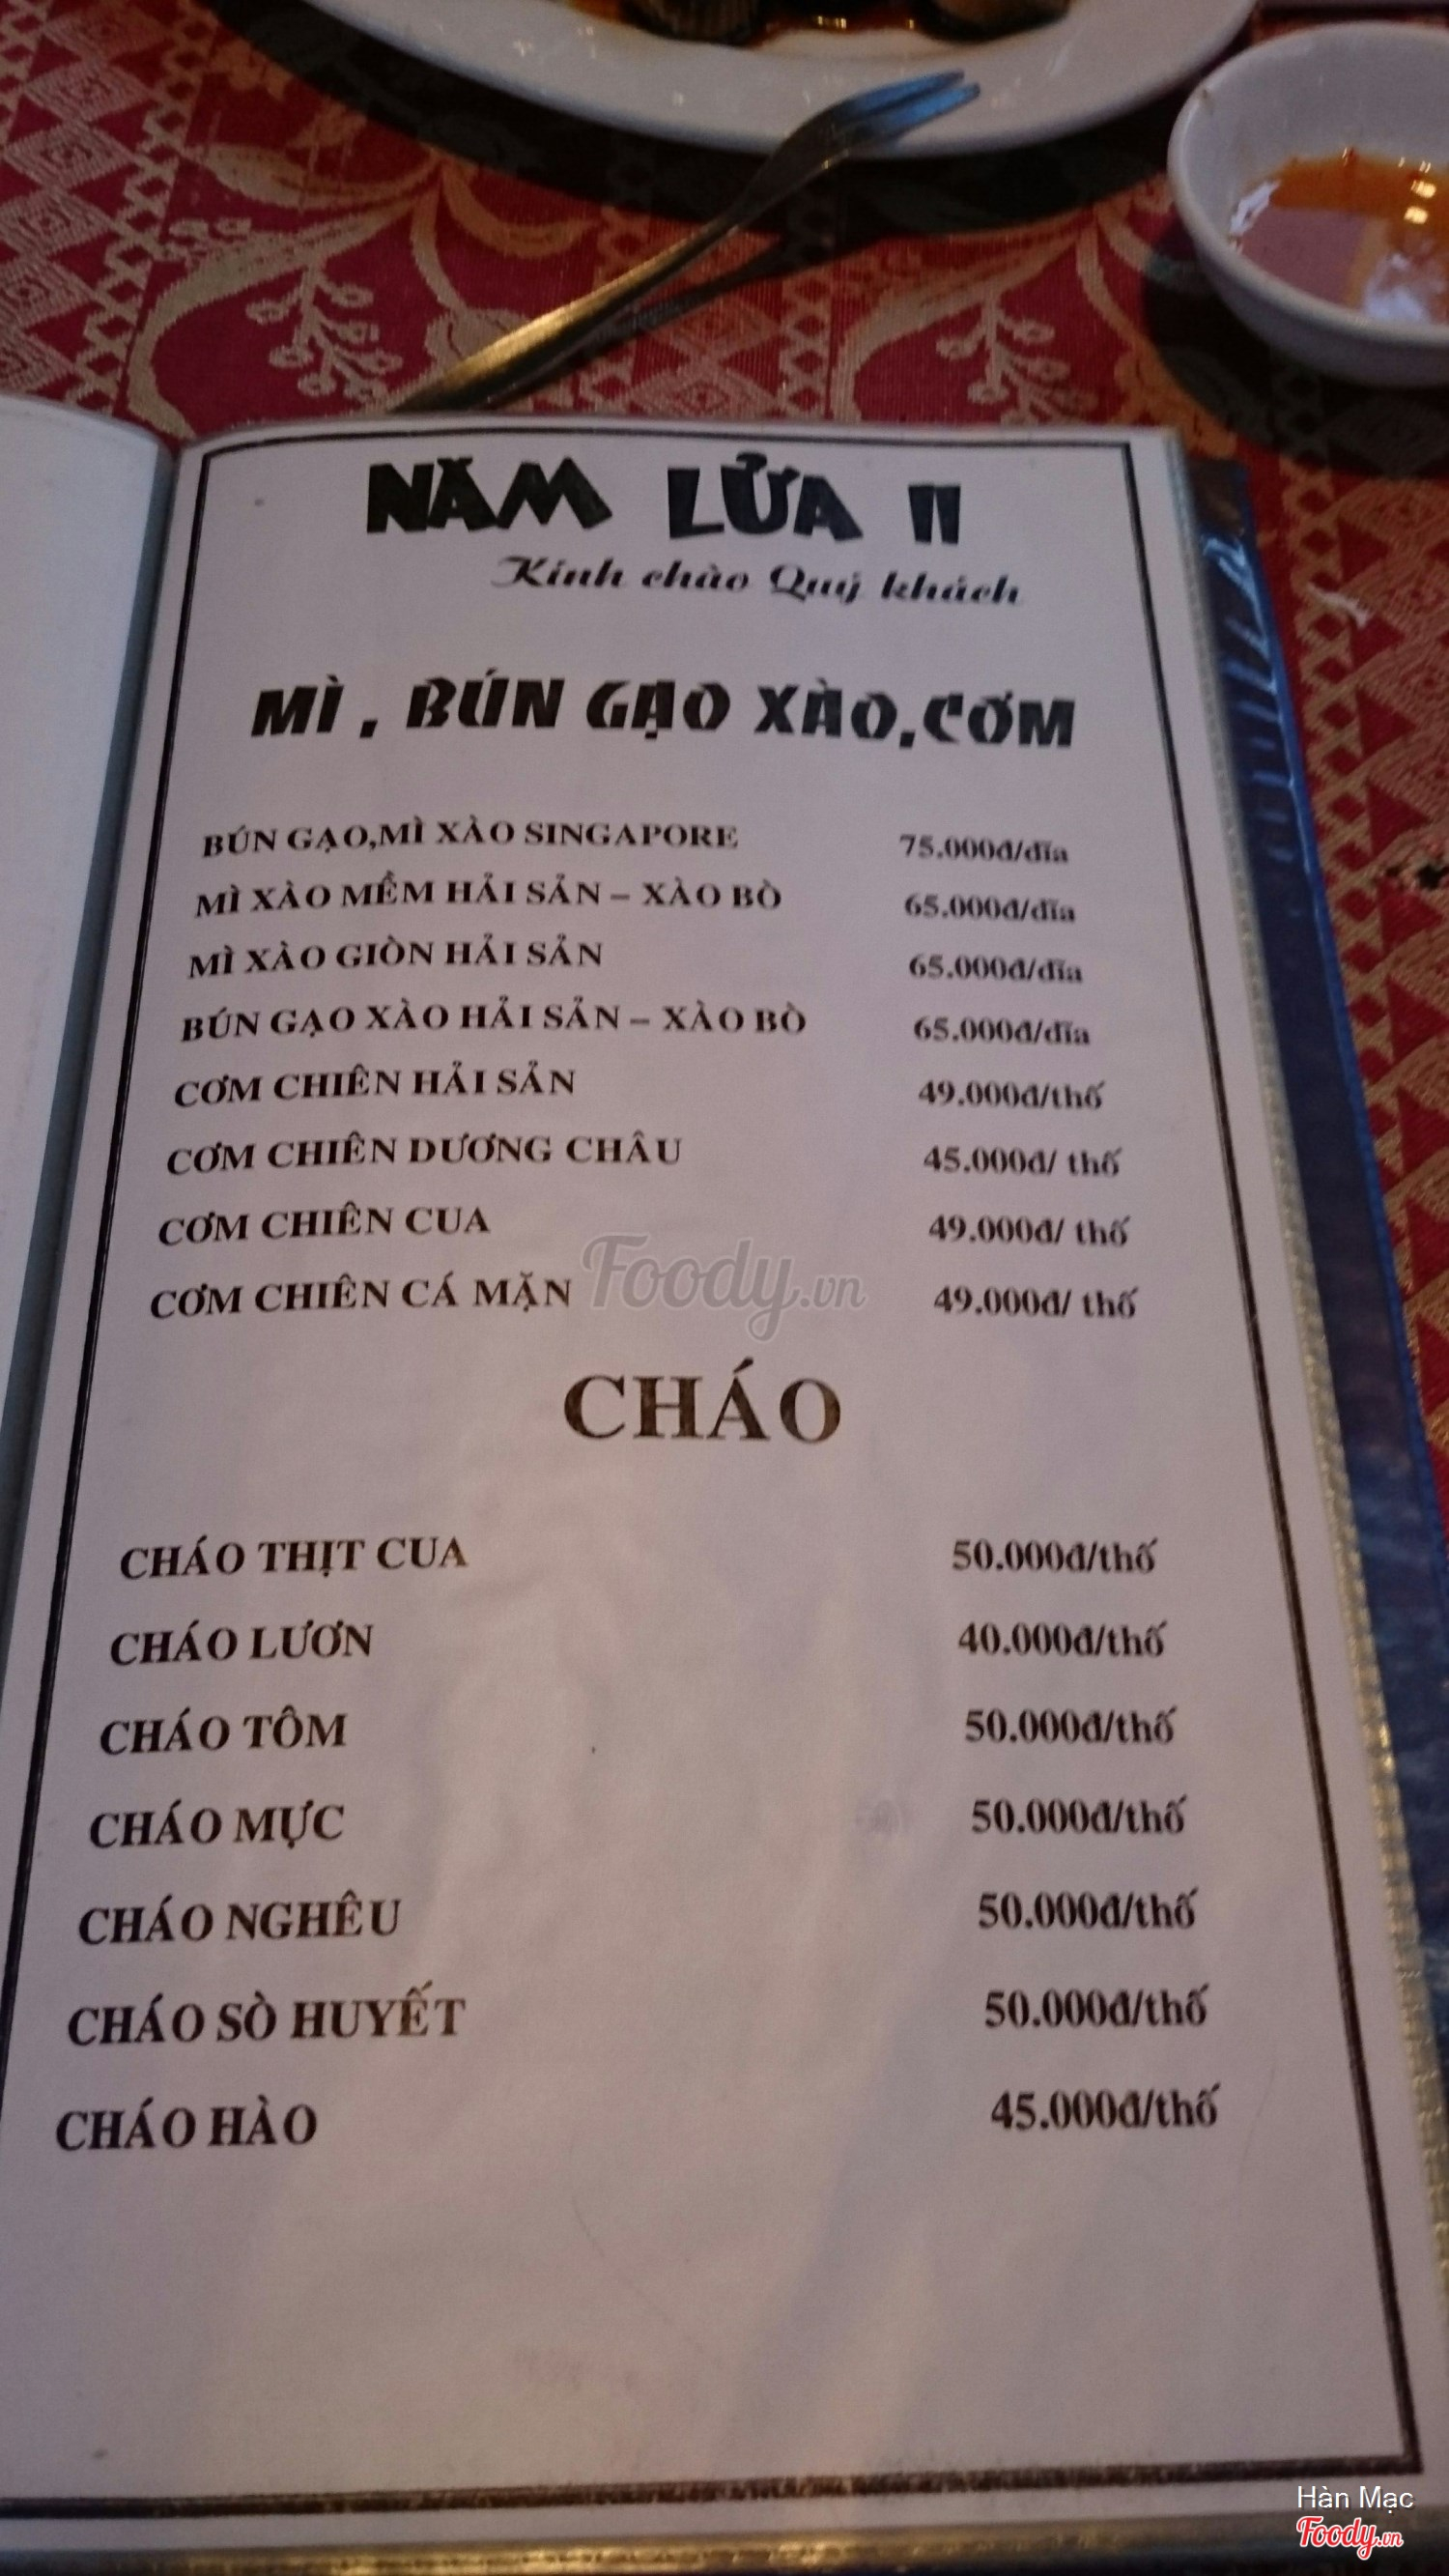 NĂM LỬA II
Kính chào Quý khách
MÌ, BÚN GẠO XÀO,CƠM
BÚN GẠO,MÌ XÀO SINGAPORE 75.000đ/đĩa
MÌ XÀO MỀM HẢI SẢN – XÀO BÒ 65.000đ/đĩa
MÌ XÀO GIÒN HẢI SẢN 65.000đ/đĩa
BÚN GẠO XÀO HẢI SẢN – XÀO BÒ 65.000đ/đĩa
CƠM CHIÊN HẢI SẢN 49.000đ/thố
CƠM CHIÊN DƯƠNG CHÂU 45.000đ/ thố
CƠM CHIÊN CUA 49.000đ/ thố
CƠM CHIÊN CÁ MẶN 49.000đ/ thố
Foody.vn
CHÁO
CHÁO THỊT CUA 50.000đ/thố
CHÁO LƯƠN 40.000đ/thố
CHÁO TÔM 50.000đ/thố
CHÁO MỰC 50.000đ/thố
CHÁO NGHÊU 50.000đ/thố
CHÁO SÒ HUYẾT 50.000đ/thố
CHÁO HÀO 45.000đ/thố
Hàn Mạc
Foody.vn